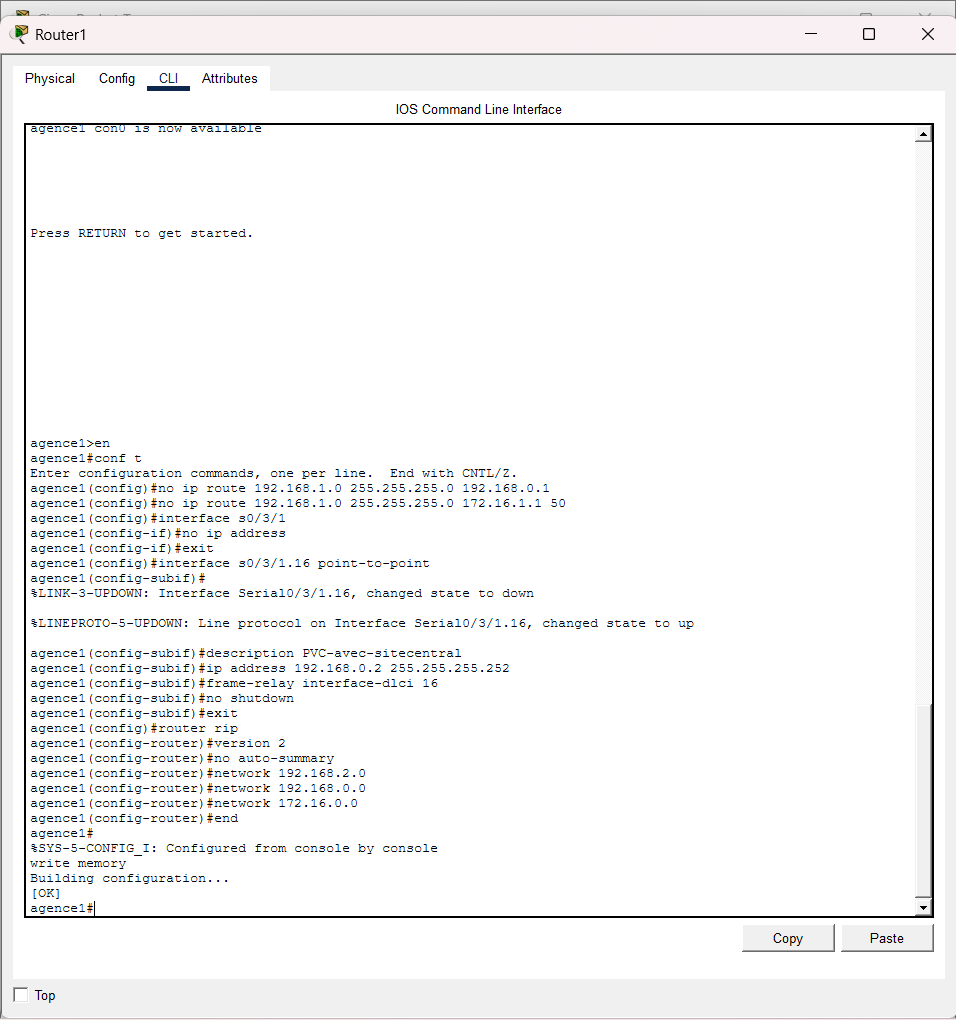 Router1
Physical Config CLI Attributes
IOS Command Line Interface
agence1 con0 is now available
Press RETURN to get started.
agence1>en
agence1#conf t
Enter configuration commands, one per line.  End with CNTL/Z.
agence1(config)#no ip route 192.168.1.0 255.255.255.0 192.168.0.1
agence1(config)#no ip route 192.168.1.0 255.255.255.0 172.16.1.1 50
agence1(config)#interface s0/3/1
agence1(config-if)#no ip address
agence1(config-if)#exit
agence1(config)#interface s0/3/1.16 point-to-point
agence1(config-subif)#
%LINK-3-UPDOWN: Interface Serial0/3/1.16, changed state to down
%LINEPROTO-5-UPDOWN: Line protocol on Interface Serial0/3/1.16, changed state to up
agence1(config-subif)#description PVC-avec-sitecentral
agence1(config-subif)#ip address 192.168.0.2 255.255.255.252
agence1(config-subif)#frame-relay interface-dlci 16
agence1(config-subif)#no shutdown
agence1(config-subif)#exit
agence1(config)#router rip
agence1(config-router)#version 2
agence1(config-router)#no auto-summary
agence1(config-router)#network 192.168.2.0
agence1(config-router)#network 192.168.0.0
agence1(config-router)#network 172.16.0.0
agence1(config-router)#end
agence1#
%SYS-5-CONFIG_I: Configured from console by console
write memory
Building configuration...
[OK]
agence1#
Copy Paste
Top